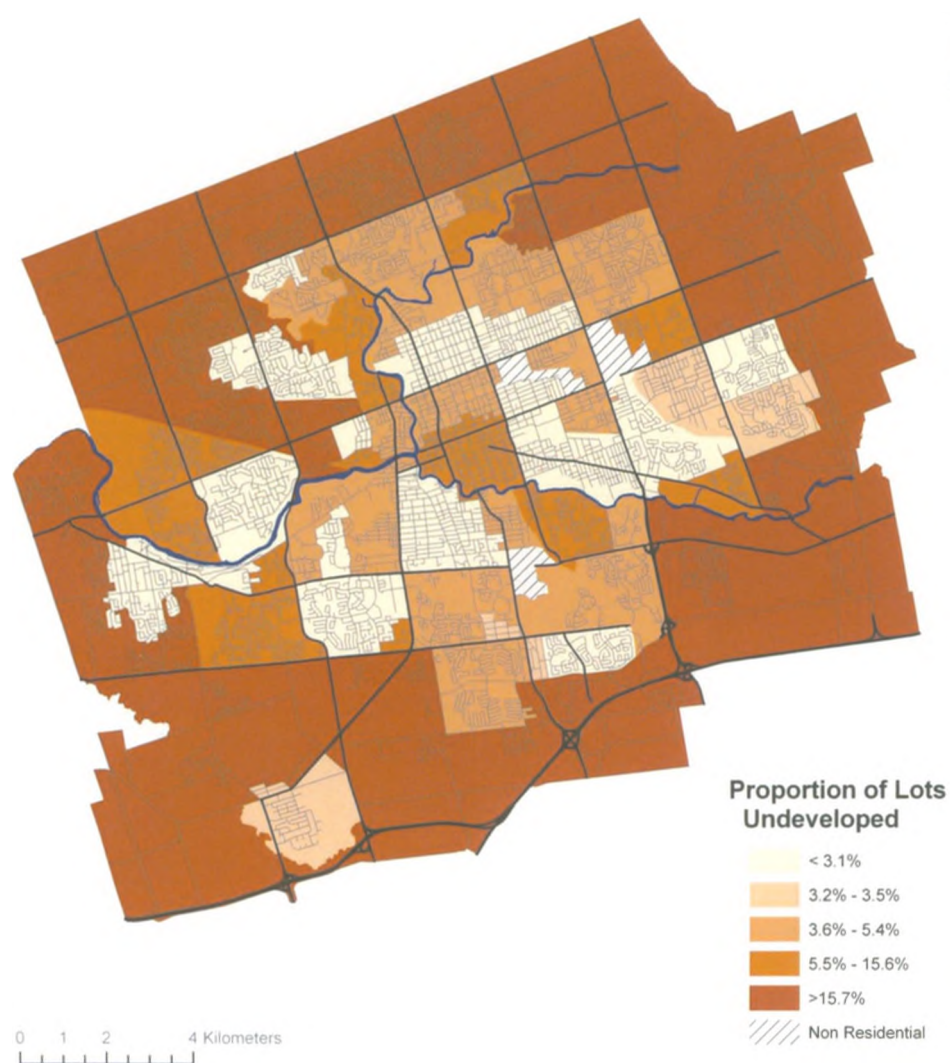 Proportion of Lots
Undeveloped
< 3.1%
3.2% - 3.5%
3.6% - 5.4%
5.5% - 15.6%
>15.7%
Non Residential
0 1 2 4 Kilometers